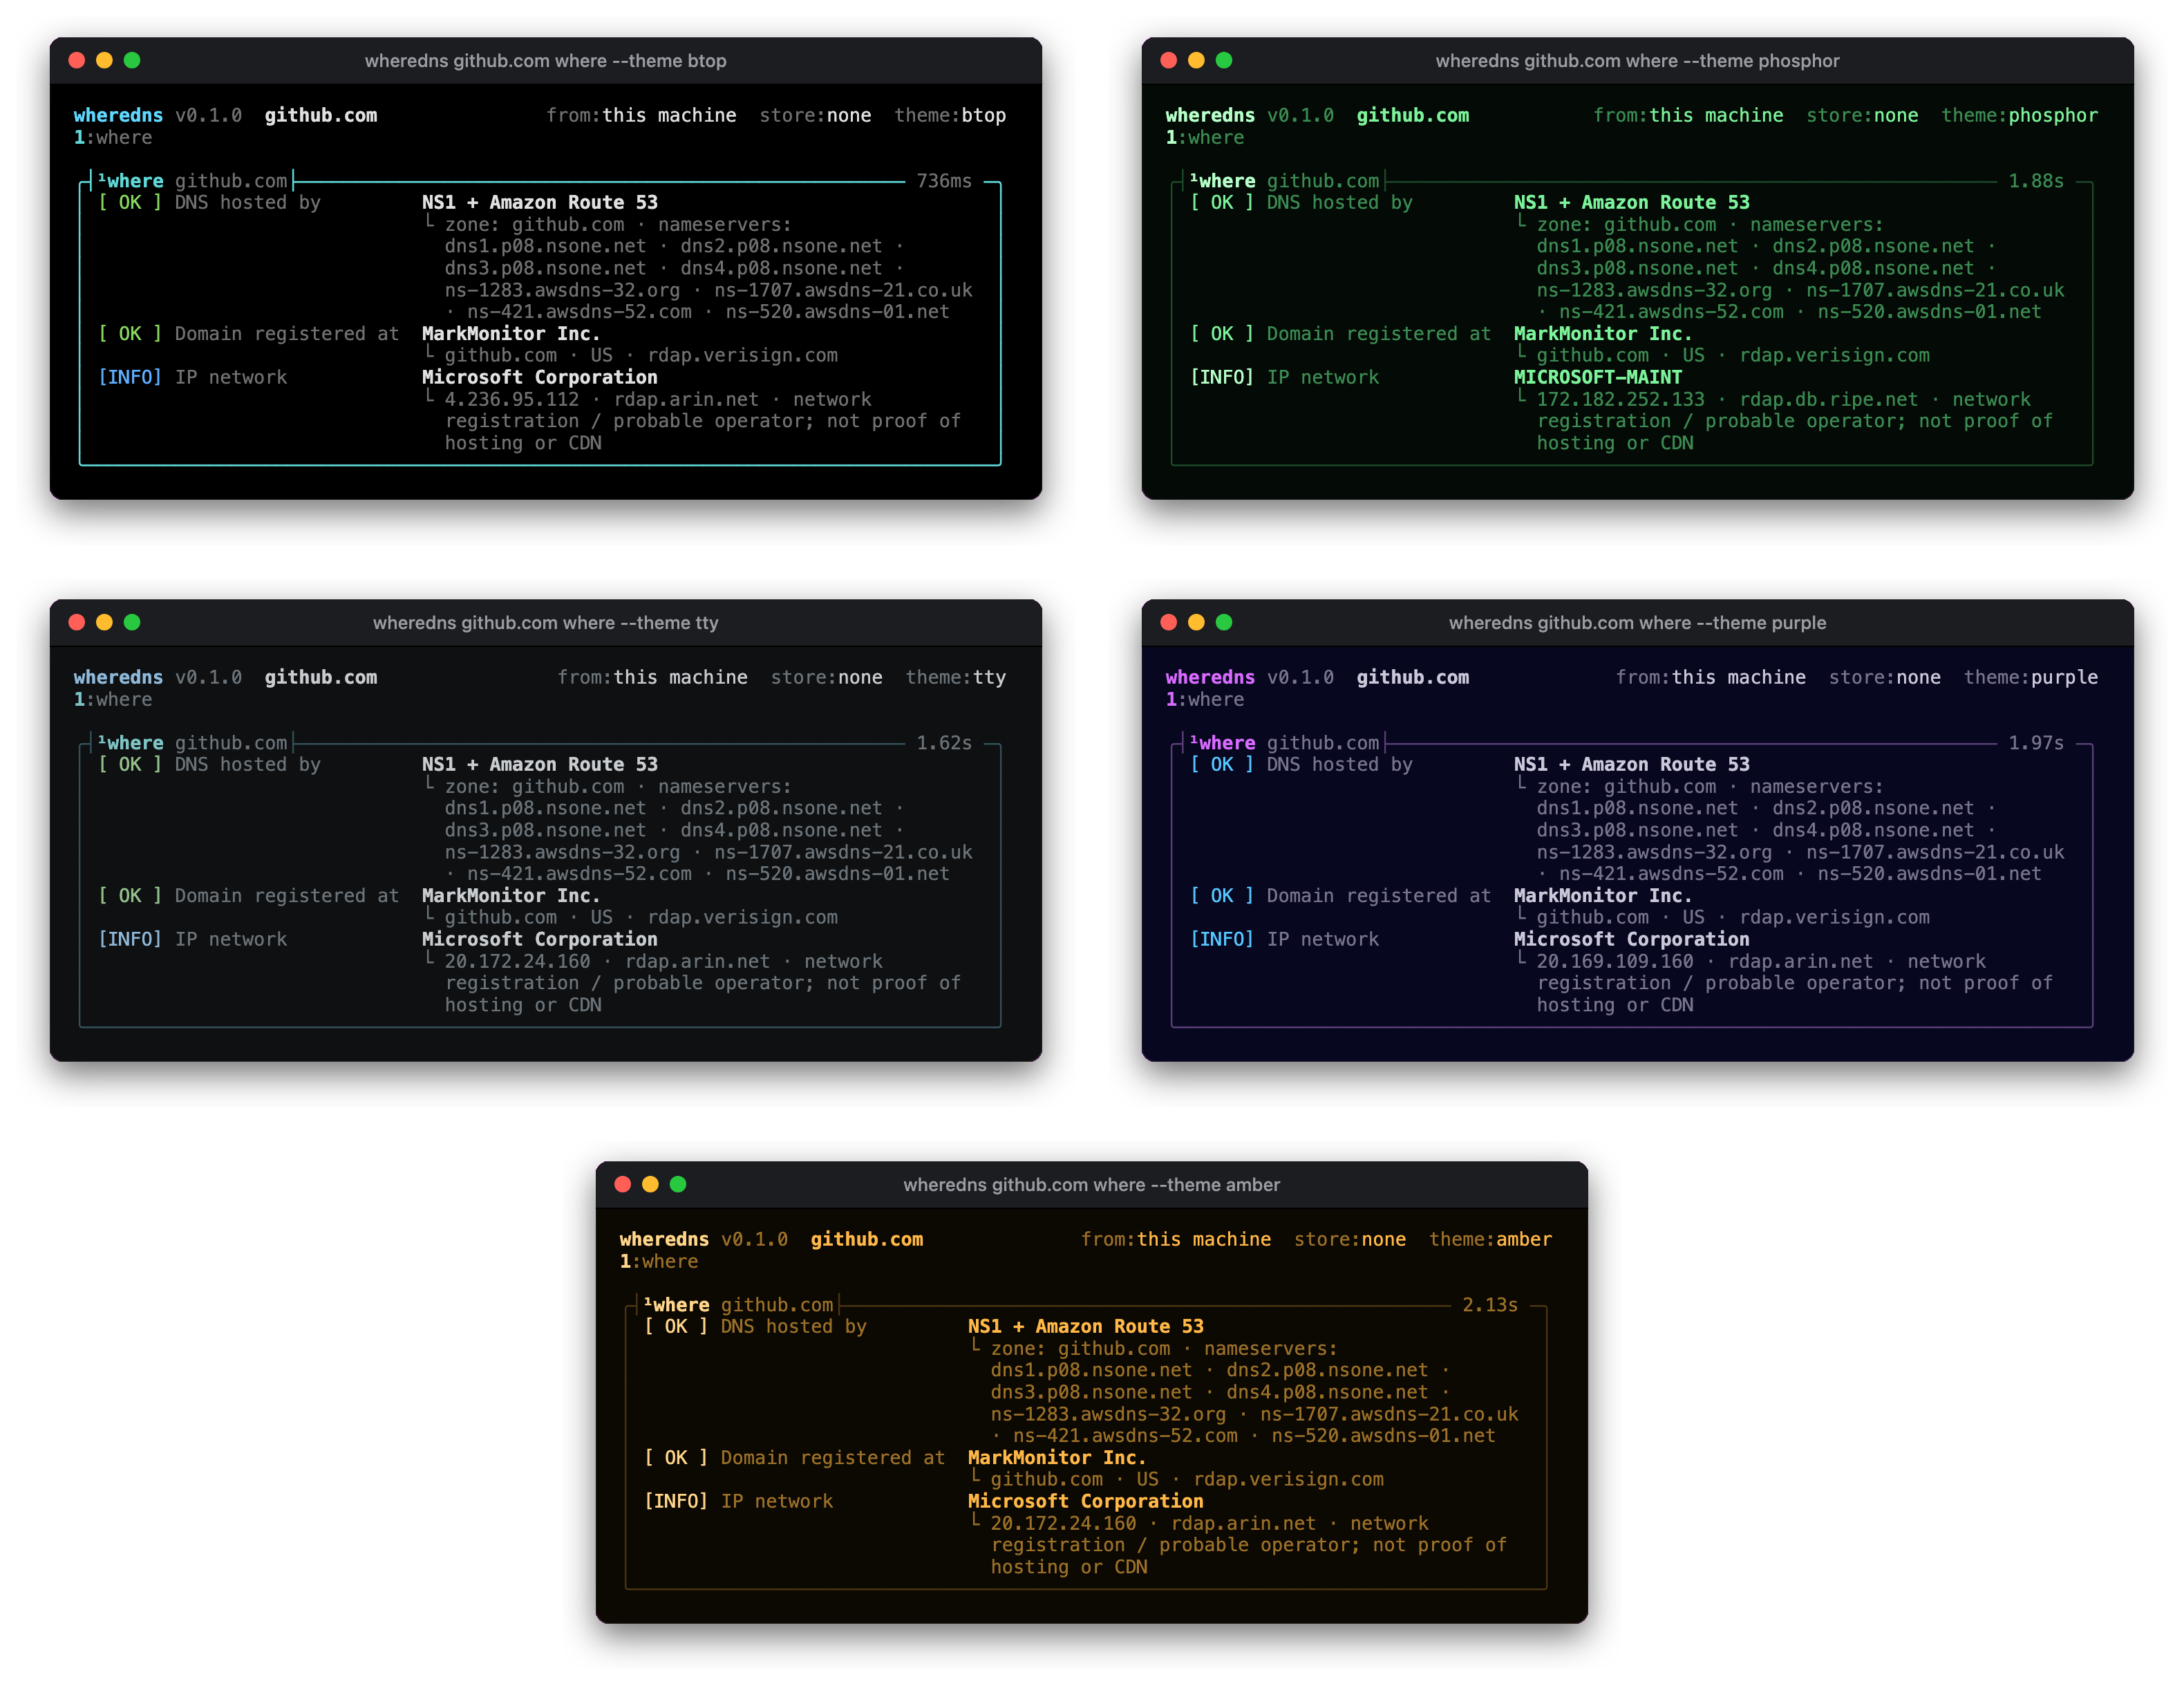 wheredns github.com where --theme btop
wheredns v0.1.0 github.com from:this machine store:none theme:btop
1:where
¹where github.com 736ms
[ OK ] DNS hosted by NS1 + Amazon Route 53
└ zone: github.com · nameservers:
dns1.p08.nsone.net · dns2.p08.nsone.net ·
dns3.p08.nsone.net · dns4.p08.nsone.net ·
ns-1283.awsdns-32.org · ns-1707.awsdns-21.co.uk
· ns-421.awsdns-52.com · ns-520.awsdns-01.net
[ OK ] Domain registered at MarkMonitor Inc.
└ github.com · US · rdap.verisign.com
[INFO] IP network Microsoft Corporation
└ 4.236.95.112 · rdap.arin.net · network
registration / probable operator; not proof of
hosting or CDN
wheredns github.com where --theme phosphor
wheredns v0.1.0 github.com from:this machine store:none theme:phosphor
1:where
¹where github.com 1.88s
[ OK ] DNS hosted by NS1 + Amazon Route 53
└ zone: github.com · nameservers:
dns1.p08.nsone.net · dns2.p08.nsone.net ·
dns3.p08.nsone.net · dns4.p08.nsone.net ·
ns-1283.awsdns-32.org · ns-1707.awsdns-21.co.uk
· ns-421.awsdns-52.com · ns-520.awsdns-01.net
[ OK ] Domain registered at MarkMonitor Inc.
└ github.com · US · rdap.verisign.com
[INFO] IP network MICROSOFT-MAINT
└ 172.182.252.133 · rdap.db.ripe.net · network
registration / probable operator; not proof of
hosting or CDN
wheredns github.com where --theme tty
wheredns v0.1.0 github.com from:this machine store:none theme:tty
1:where
¹where github.com 1.62s
[ OK ] DNS hosted by NS1 + Amazon Route 53
└ zone: github.com · nameservers:
dns1.p08.nsone.net · dns2.p08.nsone.net ·
dns3.p08.nsone.net · dns4.p08.nsone.net ·
ns-1283.awsdns-32.org · ns-1707.awsdns-21.co.uk
· ns-421.awsdns-52.com · ns-520.awsdns-01.net
[ OK ] Domain registered at MarkMonitor Inc.
└ github.com · US · rdap.verisign.com
[INFO] IP network Microsoft Corporation
└ 20.172.24.160 · rdap.arin.net · network
registration / probable operator; not proof of
hosting or CDN
wheredns github.com where --theme purple
wheredns v0.1.0 github.com from:this machine store:none theme:purple
1:where
¹where github.com 1.97s
[ OK ] DNS hosted by NS1 + Amazon Route 53
└ zone: github.com · nameservers:
dns1.p08.nsone.net · dns2.p08.nsone.net ·
dns3.p08.nsone.net · dns4.p08.nsone.net ·
ns-1283.awsdns-32.org · ns-1707.awsdns-21.co.uk
· ns-421.awsdns-52.com · ns-520.awsdns-01.net
[ OK ] Domain registered at MarkMonitor Inc.
└ github.com · US · rdap.verisign.com
[INFO] IP network Microsoft Corporation
└ 20.169.109.160 · rdap.arin.net · network
registration / probable operator; not proof of
hosting or CDN
wheredns github.com where --theme amber
wheredns v0.1.0 github.com from:this machine store:none theme:amber
1:where
¹where github.com 2.13s
[ OK ] DNS hosted by NS1 + Amazon Route 53
└ zone: github.com · nameservers:
dns1.p08.nsone.net · dns2.p08.nsone.net ·
dns3.p08.nsone.net · dns4.p08.nsone.net ·
ns-1283.awsdns-32.org · ns-1707.awsdns-21.co.uk
· ns-421.awsdns-52.com · ns-520.awsdns-01.net
[ OK ] Domain registered at MarkMonitor Inc.
└ github.com · US · rdap.verisign.com
[INFO] IP network Microsoft Corporation
└ 20.172.24.160 · rdap.arin.net · network
registration / probable operator; not proof of
hosting or CDN